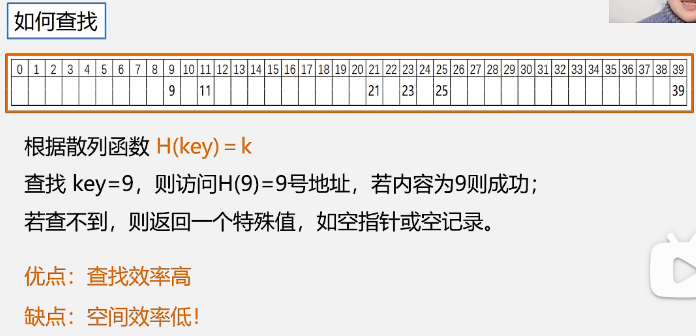 如何查找
0 1 2 3 4 5 6 7 8 9 10 11 12 13 14 15 16 17 18 19 20 21 22 23 24 25 26 27 28 29 30 31 32 33 34 35 36 37 38 39
9 11 21 23 25 39
根据散列函数 H(key) = k
查找 key=9，则访问H(9)=9号地址，若内容为9则成功；
若查不到，则返回一个特殊值，如空指针或空记录。
优点：查找效率高
缺点：空间效率低！